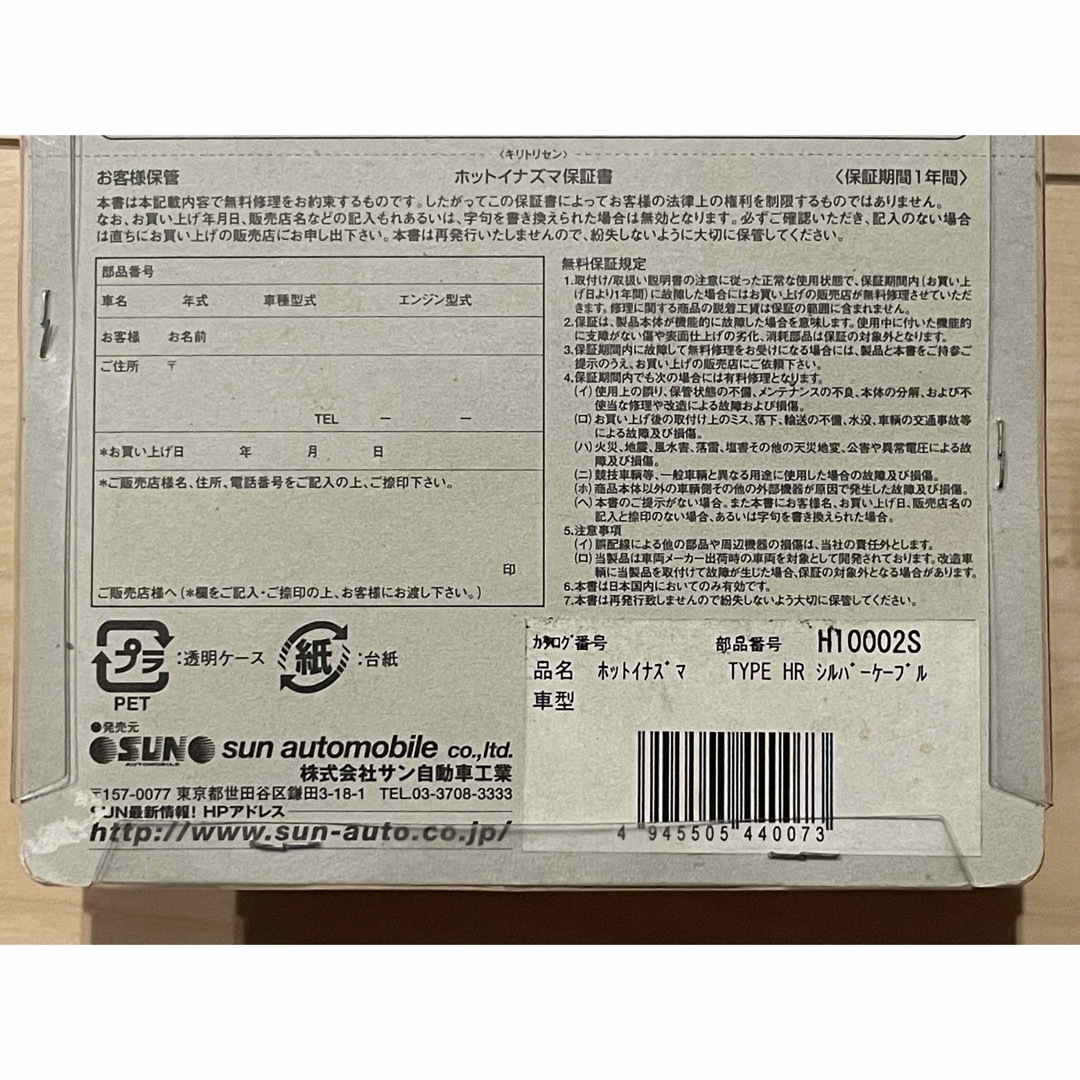 〈キリトリセン〉
お客様保管 ホットイナズマ保証書 〈保証期間1年間〉
本書は本記載内容で無料修理をお約束するものです。したがってこの保証書によってお客様の法律上の権利を制限するものではありません。
なお、お買い上げ年月日、販売店名などの記入もれあるいは、字句を書き換えられた場合は無効となります。必ずご確認いただき、記入のない場合
は直ちにお買い上げの販売店にお申し出下さい。本書は再発行いたしませんので、紛失しないように大切に保管してください。
部品番号
車名 年式 車種型式 エンジン型式
お客様 お名前
ご住所 〒
TEL ー ー
*お買い上げ日 年 月 日
*ご販売店様名、住所、電話番号をご記入の上、ご捺印下さい。
印
ご販売店様へ(*欄をご記入・ご捺印の上、お客様にお渡し下さい。)
無料保証規定
1.取付け/取扱い説明書の注意に従った正常な使用状態で、保証期間内(お買い上
げ日より1年間)に故障した場合にはお買い上げの販売店が無料修理させていただ
きます。修理に関する商品の脱着工賃は保証の範囲に含まれません。
2.保証は、製品本体が機能的に故障した場合を意味します。使用中に付いた機能的
に支障がない傷や表面仕上げの劣化、消耗部品は保証の対象外となります。
3.保証期間内に故障して無料修理をお受けになる場合には、製品と本書をご持参ご
提示のうえ、お買い上げの販売店にご依頼下さい。
4.保証期間内でも次の場合には有料修理となります。
(イ)使用上の誤り、保管状態の不備、メンテナンスの不良、本体の分解、および不
使当な修理や改造による故障および損傷。
(ロ)お買い上げ後の取付け上のミス、落下、輸送の不備、水没、車輌の交通事故等
による故障及び損傷。
(ハ)火災、地震、風水害、落雷、塩害その他の天災地変、公害や異常電圧による故
障及び損傷。
(ニ)競技車輌等、一般車輌と異なる用途に使用した場合の故障及び損傷。
(ホ)商品本体以外の車輌側その他の外部機器が原因で発生した故障及び損傷。
(ヘ)本書のご提示がない場合。また本書にお客様名、お買い上げ日、販売店名の
記入と捺印のない場合、あるいは字句を書き換えられた場合。
5.注意事項
(イ)誤配線による他の部品や周辺機器の損傷は、当社の責任外とします。
(ロ)当製品は車両メーカー出荷時の車両を対象として開発されております。改造車
輌に当製品を取付けて故障が生じた場合、保証の対象外となる場合があります。
6.本書は日本国内においてのみ有効です。
7.本書は再発行致しませんので紛失しないよう大切に保管してください。
プラ :透明ケース 紙 :台紙
PET
●発売元
SUN AUTOMOBILE sun automobile co.,ltd.
株式会社サン自動車工業
〒157-0077 東京都世田谷区鎌田3-18-1 TEL.03-3708-3333
SUN最新情報! HPアドレス
http://www.sun-auto.co.jp/
カタログ番号 部品番号 H10002S
品名 ホットイナズマ TYPE HR シルバーケーブル
車型
4 945505 440073